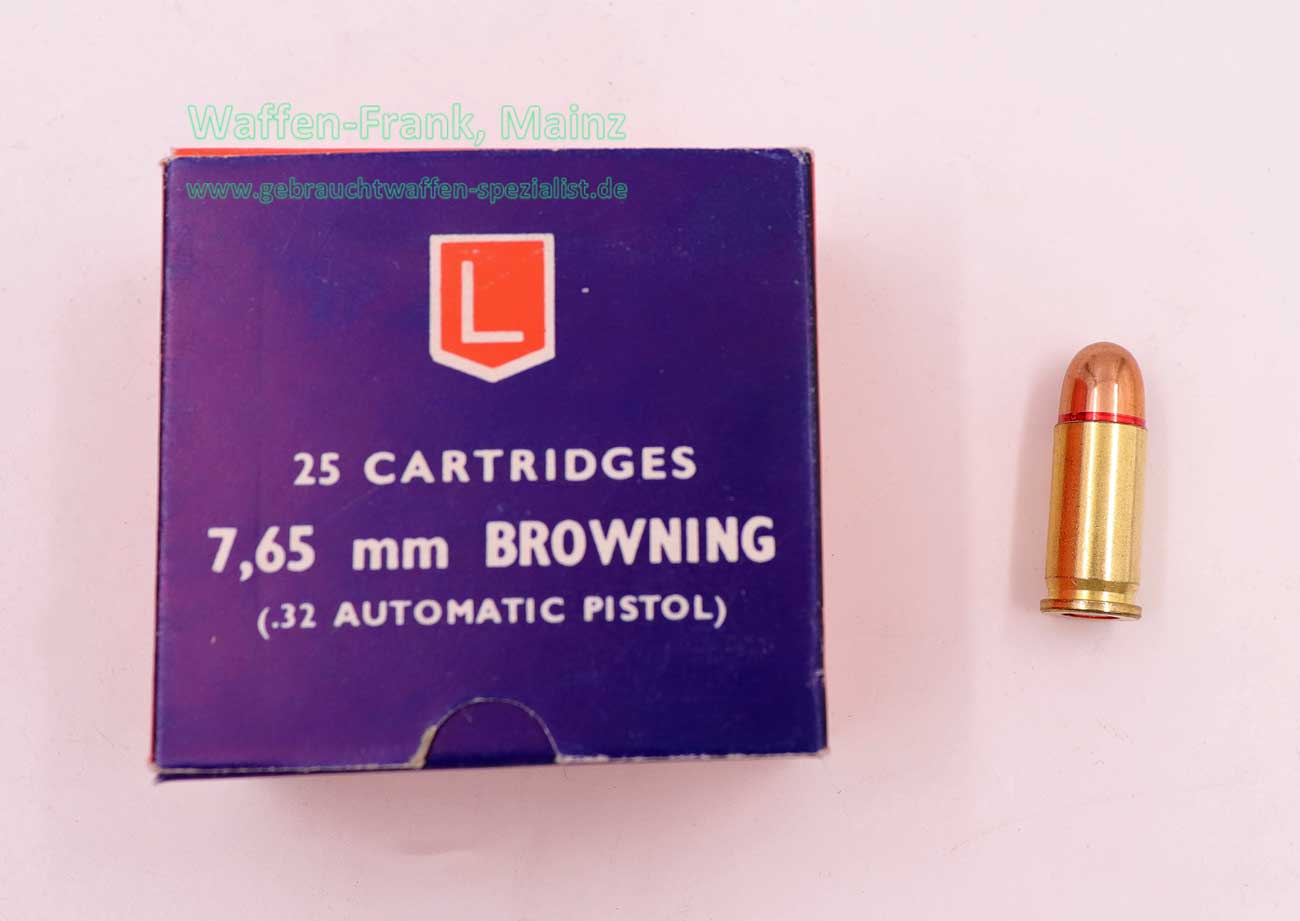 Waffen-Frank, Mainz
www.gebrauchtwaffen-spezialist.de
L
25 CARTRIDGES
7,65 mm BROWNING
(.32 AUTOMATIC PISTOL)